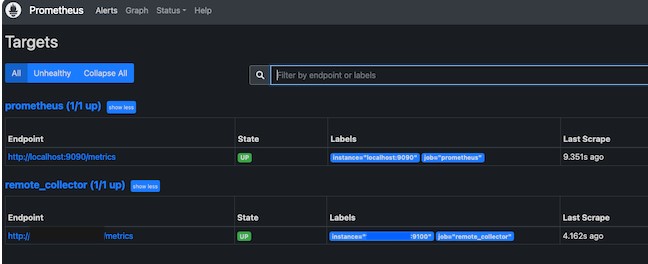 Prometheus Alerts Graph Status Help
Targets
All Unhealthy Collapse All Filter by endpoint or labels
prometheus (1/1 up) show less
Endpoint State Labels Last Scrape
http://localhost:9090/metrics UP instance="localhost:9090" job="prometheus" 9.351s ago
remote_collector (1/1 up) show less
Endpoint State Labels Last Scrape
http:// /metrics UP instance=" :9100" job="remote_collector" 4.162s ago